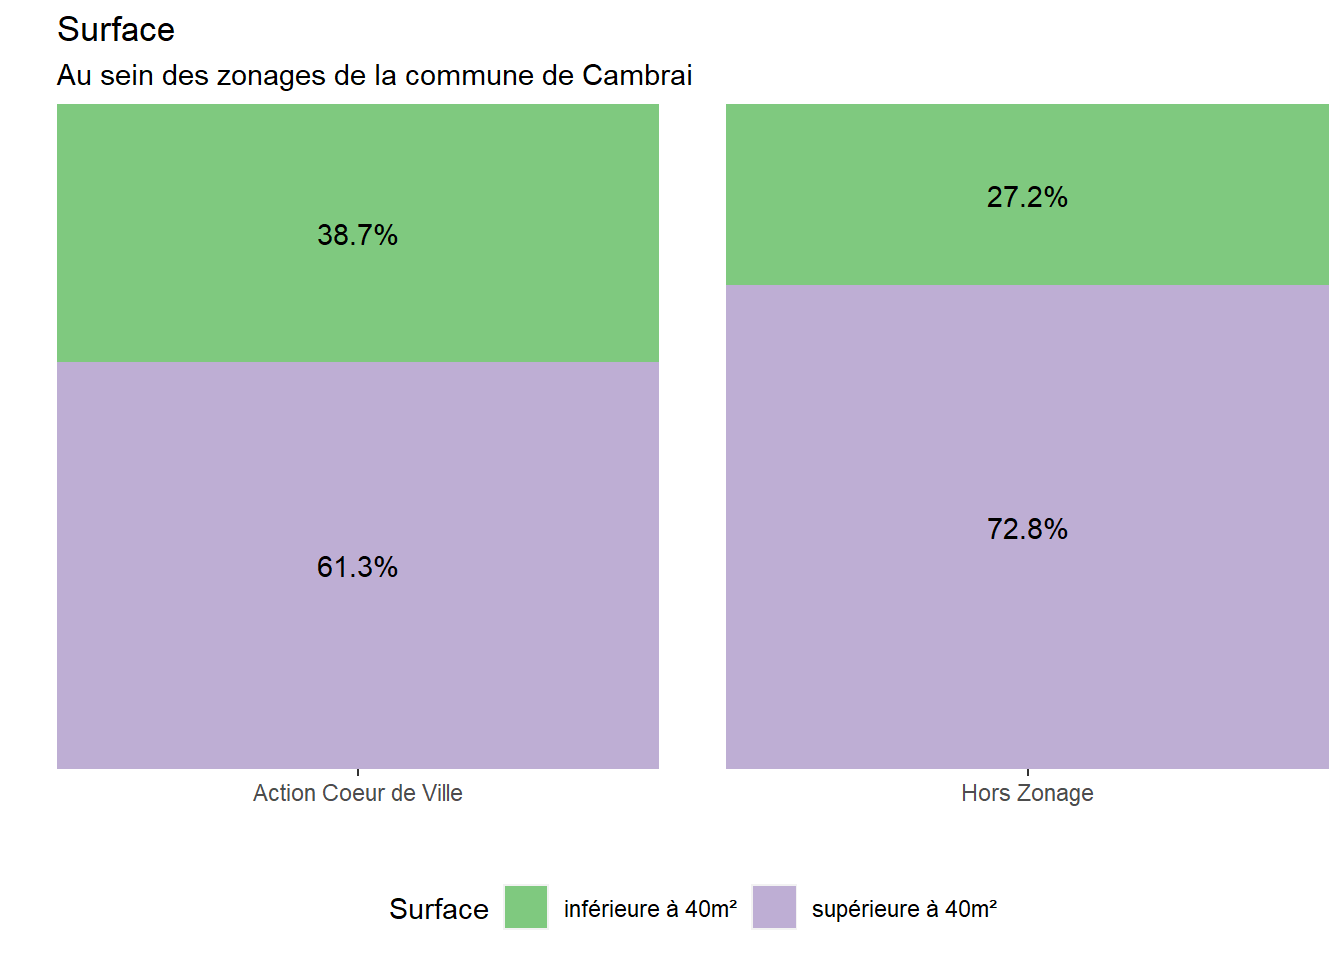 Surface
Au sein des zonages de la commune de Cambrai
38.7%
27.2%
61.3%
72.8%
Action Coeur de Ville
Hors Zonage
Surface inférieure à 40m² supérieure à 40m²